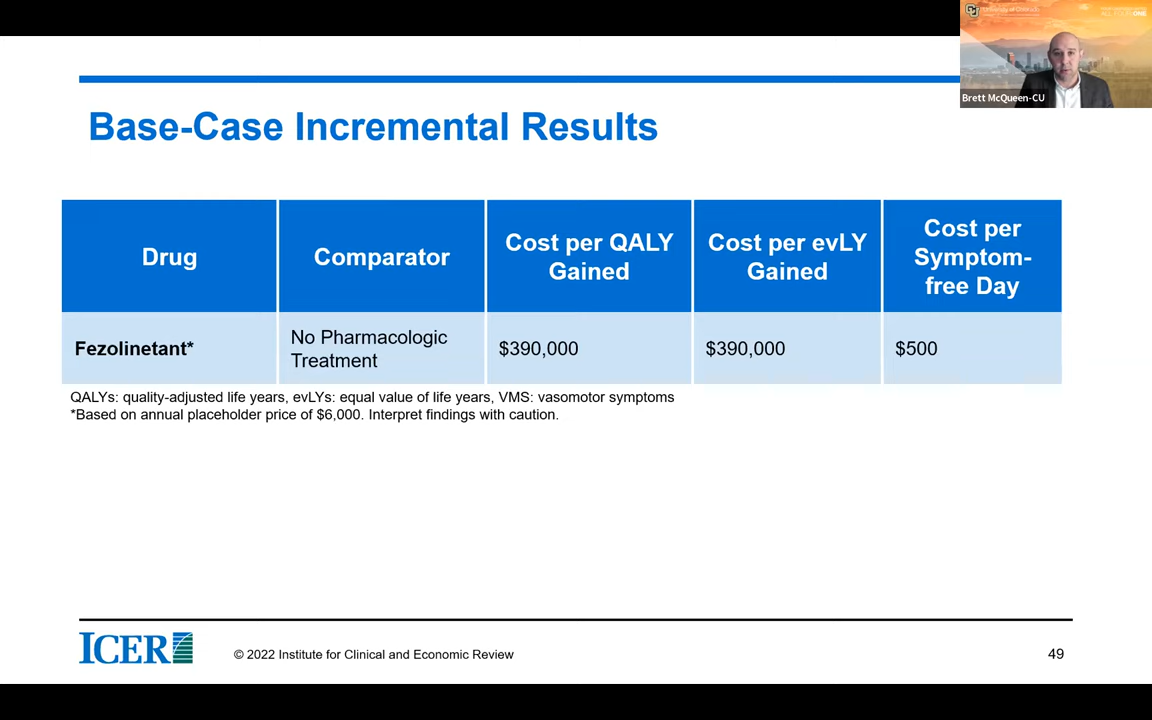 University of Colorado
Brett McQueen-CU
Base-Case Incremental Results
Drug
Comparator
Cost per QALY
Gained
Cost per evLY
Gained
Cost per
Symptom-
free Day
Fezolinetant*
No Pharmacologic
Treatment
$390,000
$390,000
$500
QALYs: quality-adjusted life years, evLYs: equal value of life years, VMS: vasomotor symptoms
*Based on annual placeholder price of $6,000. Interpret findings with caution.
ICER
© 2022 Institute for Clinical and Economic Review
49